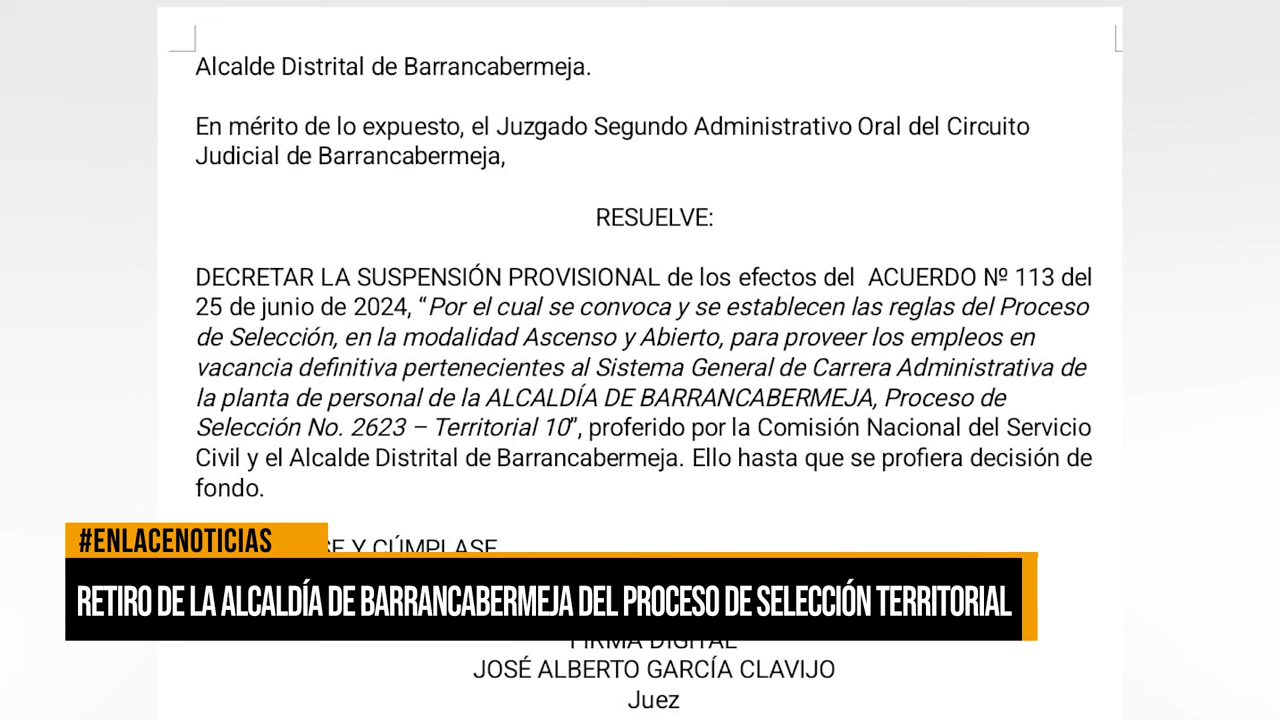 Alcalde Distrital de Barrancabermeja.
En mérito de lo expuesto, el Juzgado Segundo Administrativo Oral del Circuito
Judicial de Barrancabermeja,
RESUELVE:
DECRETAR LA SUSPENSIÓN PROVISIONAL de los efectos del ACUERDO Nº 113 del
25 de junio de 2024, “Por el cual se convoca y se establecen las reglas del Proceso
de Selección, en la modalidad Ascenso y Abierto, para proveer los empleos en
vacancia definitiva pertenecientes al Sistema General de Carrera Administrativa de
la planta de personal de la ALCALDÍA DE BARRANCABERMEJA, Proceso de
Selección No. 2623 – Territorial 10”, proferido por la Comisión Nacional del Servicio
Civil y el Alcalde Distrital de Barrancabermeja. Ello hasta que se profiera decisión de
fondo.
#ENLACENOTICIAS
Y CÚMPLASE
RETIRO DE LA ALCALDÍA DE BARRANCABERMEJA DEL PROCESO DE SELECCIÓN TERRITORIAL
FIRMA DIGITAL
JOSÉ ALBERTO GARCÍA CLAVIJO
Juez